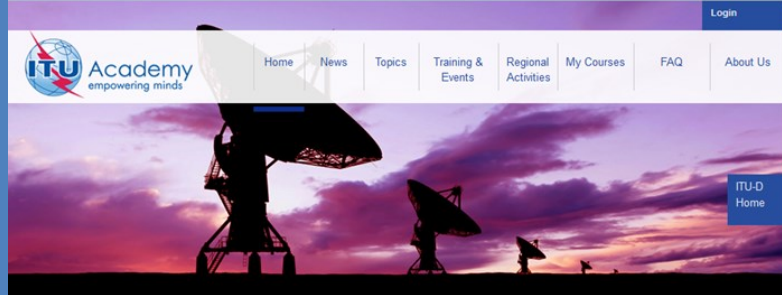 Login
ITU Academy
empowering minds
Home News Topics Training & Regional My Courses FAQ About Us
Events Activities
ITU-D
Home